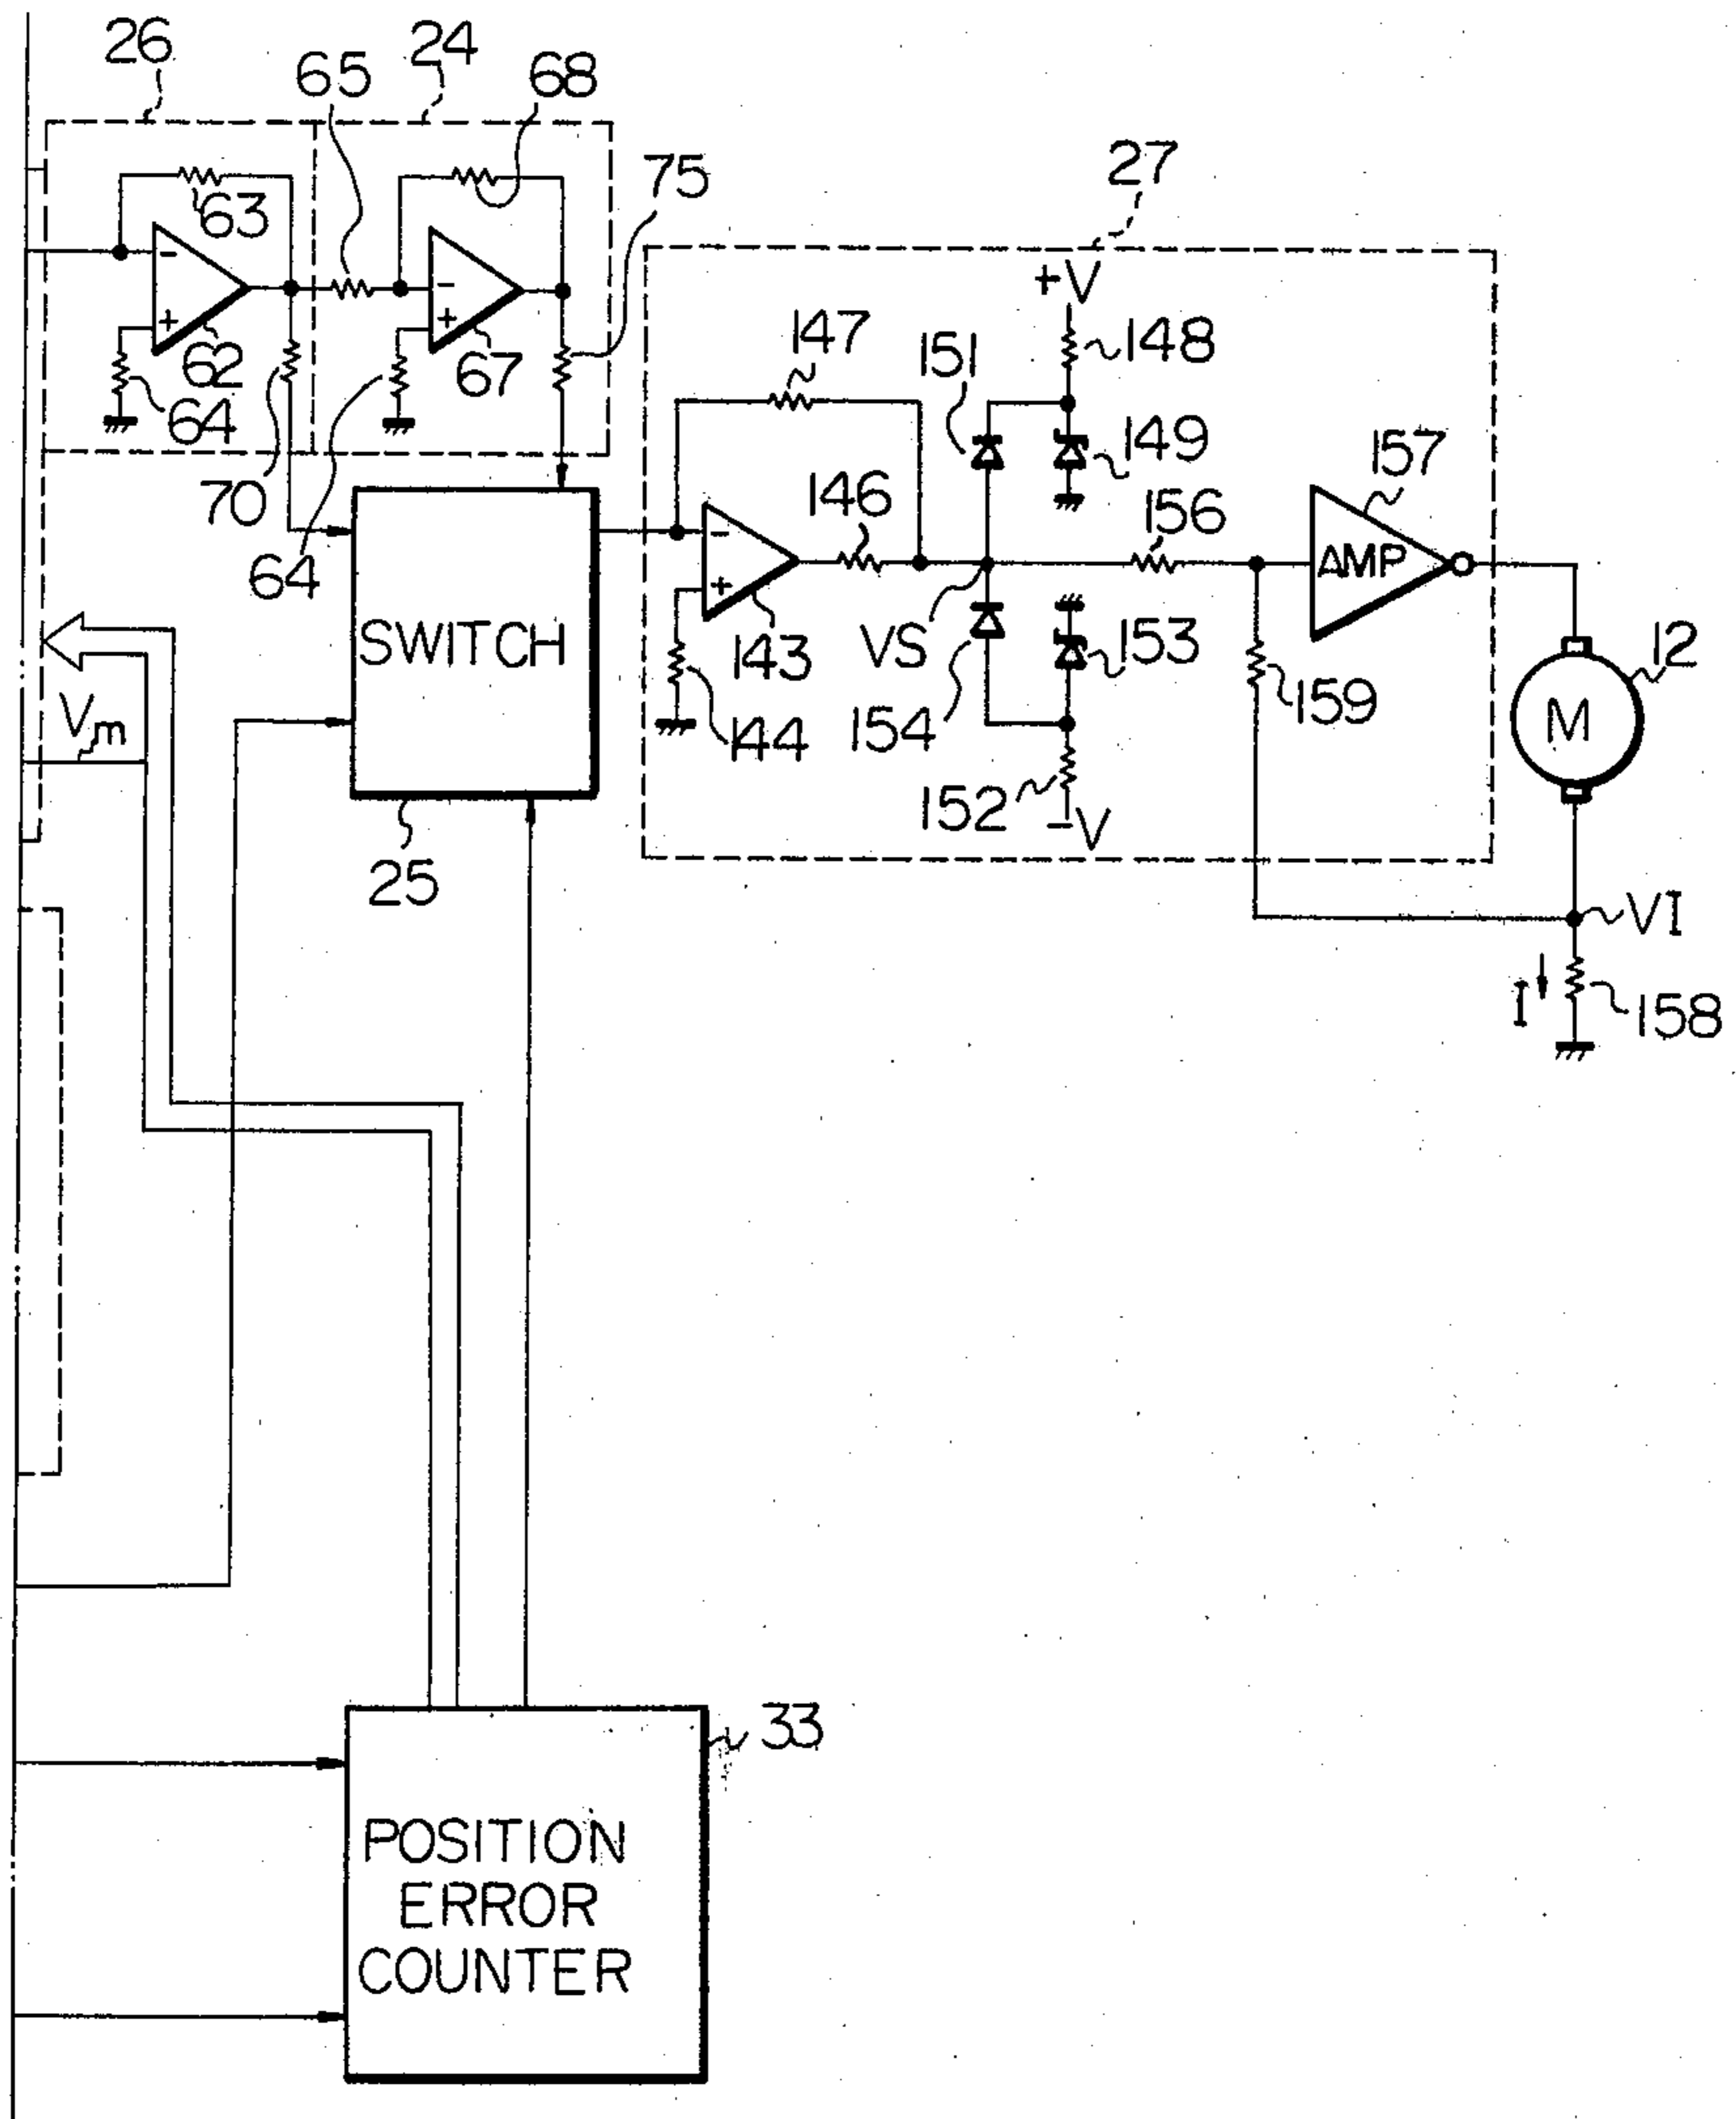 26
24
65
68
75
27
63
+V
147
148
151
62
67
149
157
64
70
146
156
64
AMP
SWITCH
VS
143
153
12
Vm
154
159
M
144
152
-V
25
VI
I
158
33
POSITION
ERROR
COUNTER